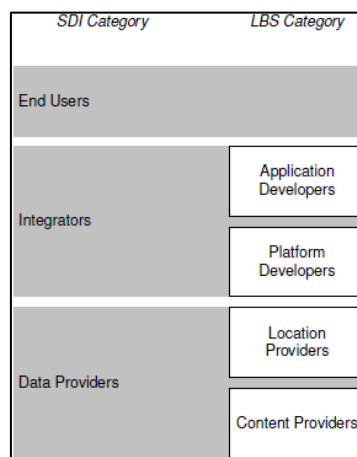 SDI Category LBS Category
End Users
Application
Developers
Integrators
Platform
Developers
Location
Providers
Data Providers
Content Providers